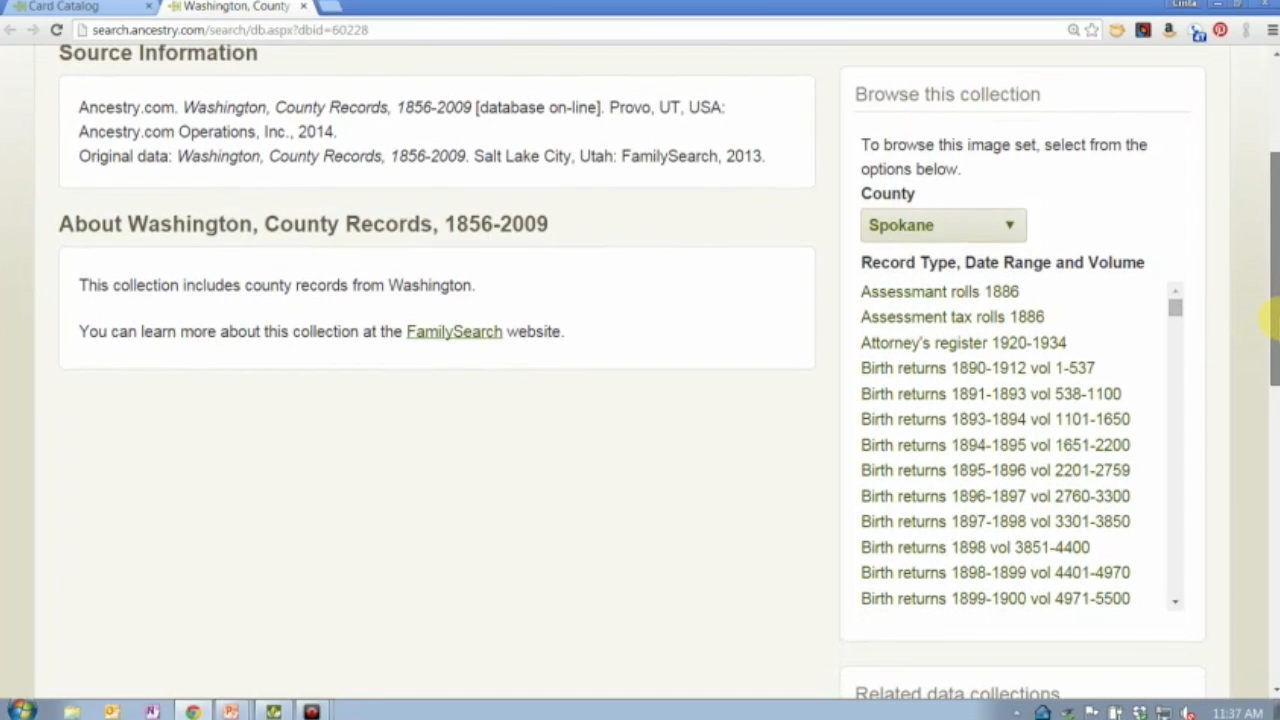 Card Catalog
Washington, County
Cinta
search.ancestry.com/search/db.aspx?dbid=60228
Source Information
Ancestry.com. Washington, County Records, 1856-2009 [database on-line]. Provo, UT, USA:
Ancestry.com Operations, Inc., 2014.
Original data: Washington, County Records, 1856-2009. Salt Lake City, Utah: FamilySearch, 2013.
About Washington, County Records, 1856-2009
This collection includes county records from Washington.
You can learn more about this collection at the FamilySearch website.
Browse this collection
To browse this image set, select from the
options below.
County
Spokane
Record Type, Date Range and Volume
Assessmant rolls 1886
Assessment tax rolls 1886
Attorney's register 1920-1934
Birth returns 1890-1912 vol 1-537
Birth returns 1891-1893 vol 538-1100
Birth returns 1893-1894 vol 1101-1650
Birth returns 1894-1895 vol 1651-2200
Birth returns 1895-1896 vol 2201-2759
Birth returns 1896-1897 vol 2760-3300
Birth returns 1897-1898 vol 3301-3850
Birth returns 1898 vol 3851-4400
Birth returns 1898-1899 vol 4401-4970
Birth returns 1899-1900 vol 4971-5500
Related data collections
11:37 AM